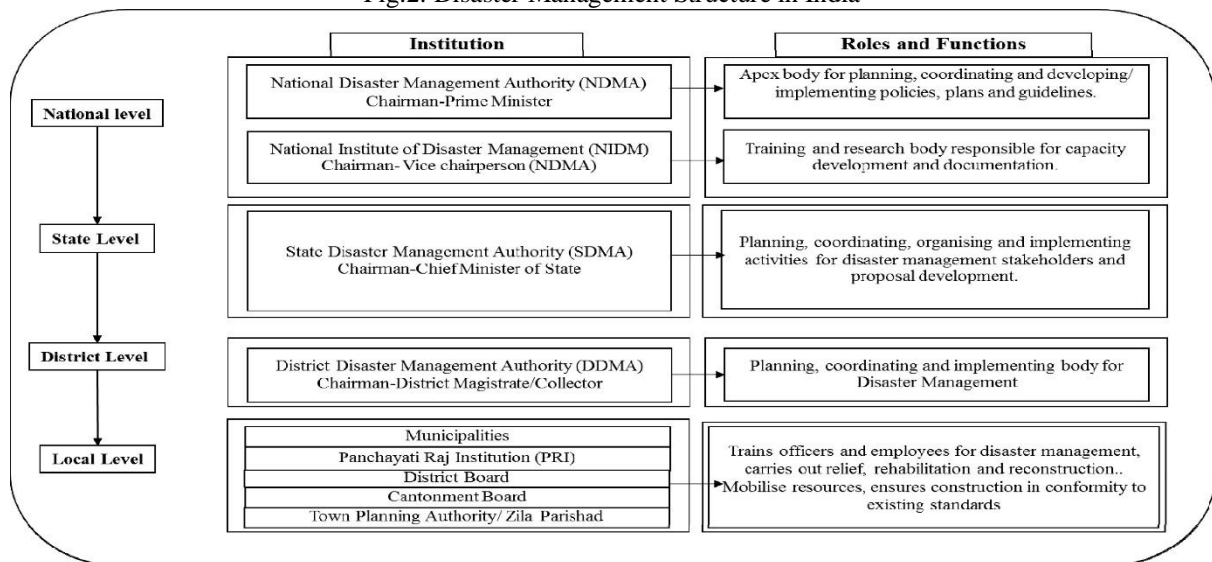 Fig.2: Disaster Management Structure in India
Institution
Roles and Functions
National level
National Disaster Management Authority (NDMA)
Chairman-Prime Minister
Apex body for planning, coordinating and developing/
implementing policies, plans and guidelines.
National Institute of Disaster Management (NIDM)
Chairman- Vice chairperson (NDMA)
Training and research body responsible for capacity
development and documentation.
State Level
State Disaster Management Authority (SDMA)
Chairman-Chief Minister of State
Planning, coordinating, organising and implementing
activities for disaster management stakeholders and
proposal development.
District Level
District Disaster Management Authority (DDMA)
Chairman-District Magistrate/Collector
Planning, coordinating and implementing body for
Disaster Management
Local Level
Municipalities
Panchayati Raj Institution (PRI)
District Board
Cantonment Board
Town Planning Authority/ Zila Parishad
Trains officers and employees for disaster management,
carries out relief, rehabilitation and reconstruction..
Mobilise resources, ensures construction in conformity to
existing standards